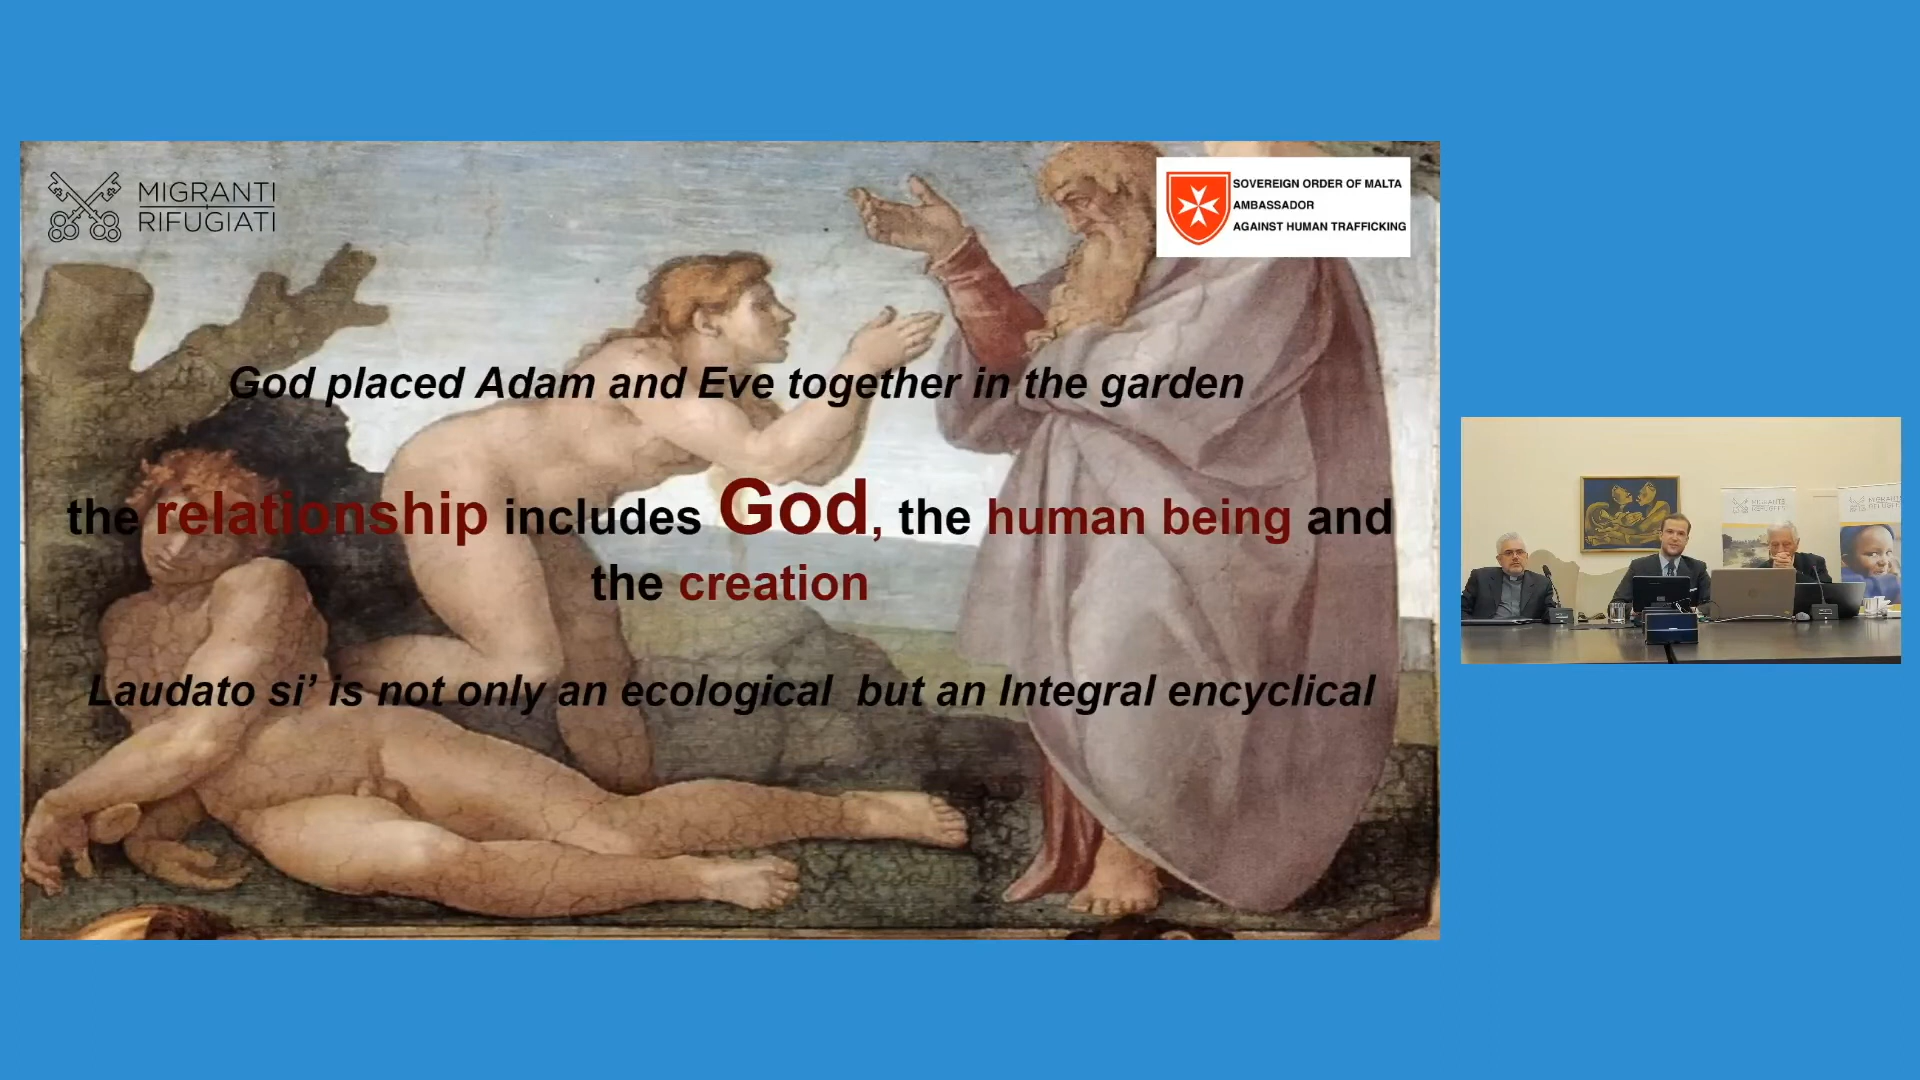 MIGRANTI
RIFUGIATI
SOVEREIGN ORDER OF MALTA
AMBASSADOR
AGAINST HUMAN TRAFFICKING
God placed Adam and Eve together in the garden
the relationship includes God, the human being and
the creation
Laudato si’ is not only an ecological  but an Integral encyclical
MIGRANTI
RIFUGIATI